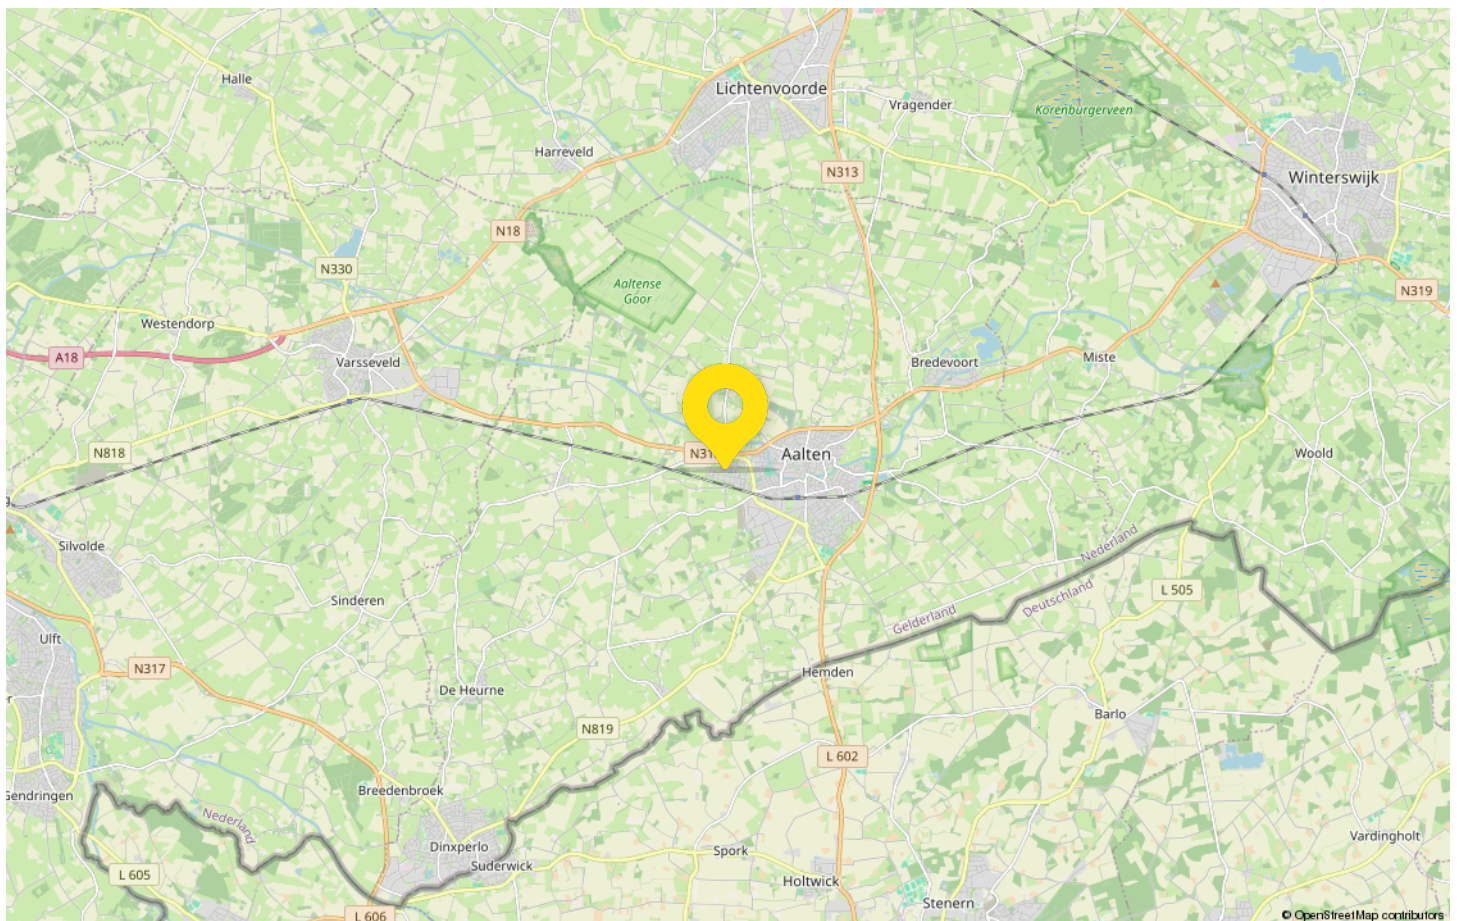 Halle
Lichtenvoorde
Vragender
Korenburgerveen
Harreveld
N313
Winterswijk
N18
N330
Aaltense
Goor
N319
Westendorp
A18
Varsseveld
Bredevoort
Miste
N818
N31
Aalten
Woold
Silvolde
Nederland
Deutschland
L 505
Sinderen
Gelderland
Ulft
N317
Hemden
De Heurne
Barlo
N819
L 602
Gendringen
Breedenbroek
Nederland
Dinxperlo
Vardingholt
Suderwick
Spork
L 605
Holtwick
Stenern
L 606
© OpenStreetMap contributors